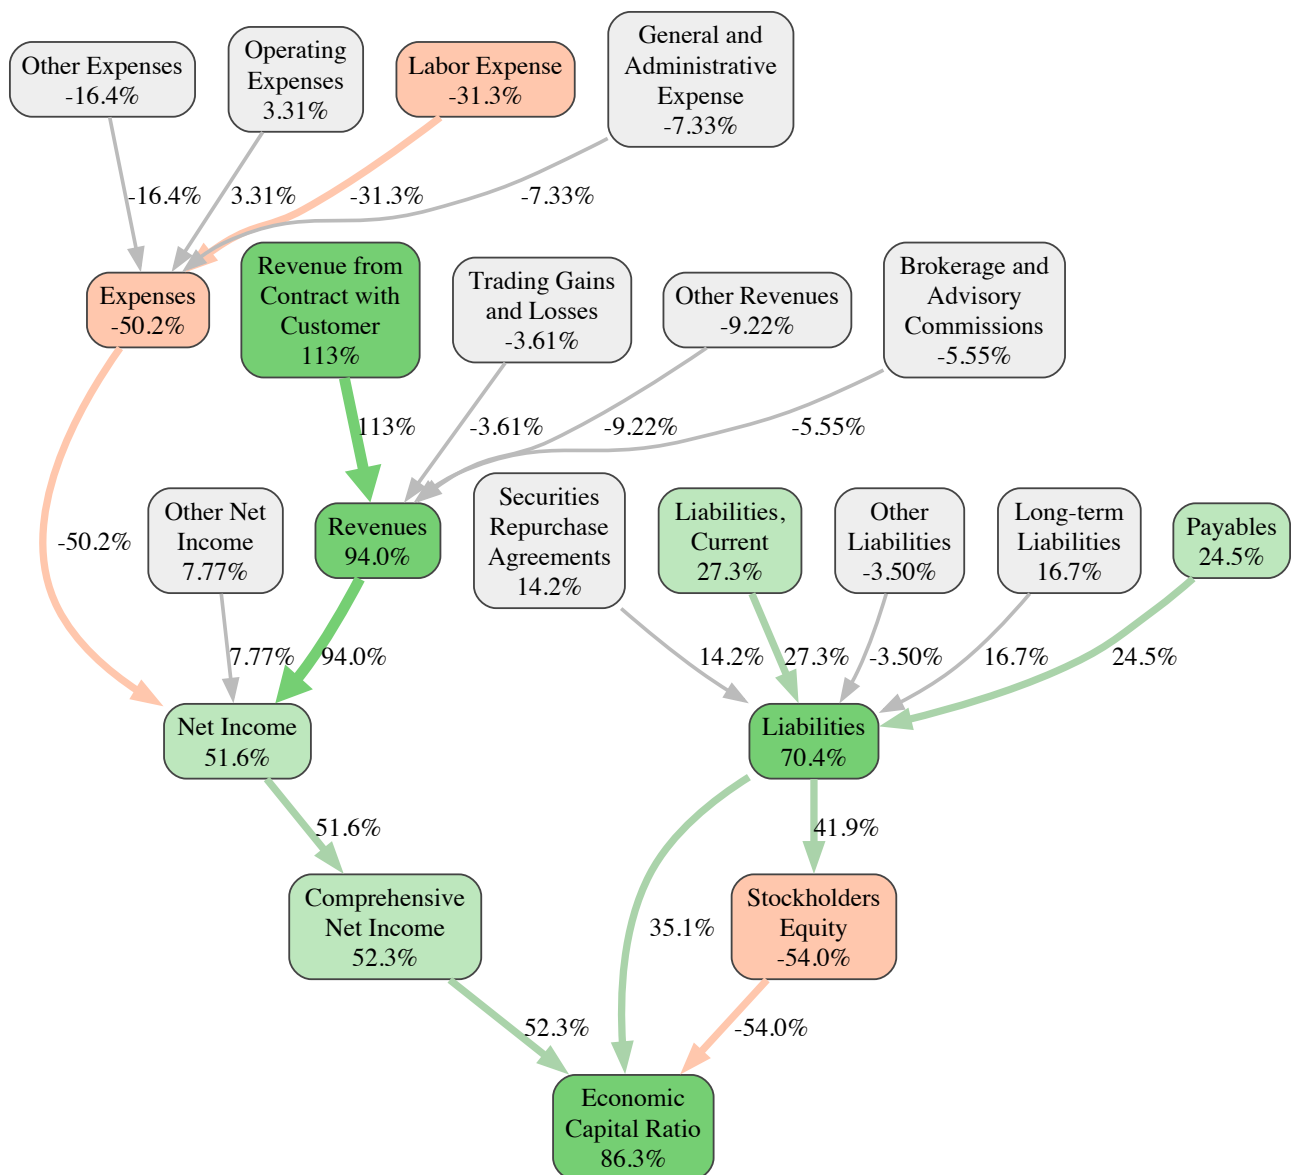 Other Expenses
-16.4%
Operating
Expenses
3.31%
Labor Expense
-31.3%
General and
Administrative
Expense
-7.33%
-16.4%
3.31%
-31.3%
-7.33%
Expenses
-50.2%
Revenue from
Contract with
Customer
113%
Trading Gains
and Losses
-3.61%
Other Revenues
-9.22%
Brokerage and
Advisory
Commissions
-5.55%
113%
-3.61%
-9.22%
-5.55%
-50.2%
Other Net
Income
7.77%
Revenues
94.0%
Securities
Repurchase
Agreements
14.2%
Liabilities,
Current
27.3%
Other
Liabilities
-3.50%
Long-term
Liabilities
16.7%
Payables
24.5%
7.77%
94.0%
14.2%
27.3%
-3.50%
16.7%
24.5%
Net Income
51.6%
Liabilities
70.4%
51.6%
41.9%
Comprehensive
Net Income
52.3%
35.1%
Stockholders
Equity
-54.0%
52.3%
-54.0%
Economic
Capital Ratio
86.3%